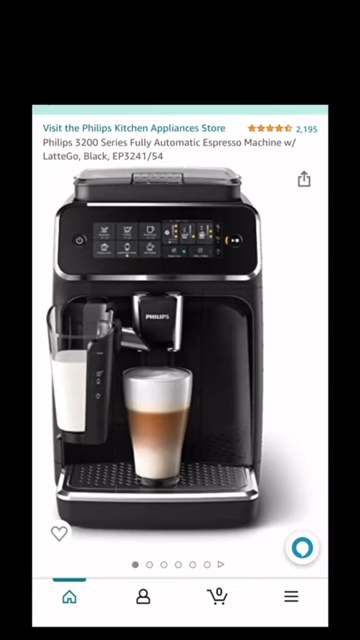 Visit the Philips Kitchen Appliances Store 2,195
Philips 3200 Series Fully Automatic Espresso Machine w/
LatteGo, Black, EP3241/54
PHILIPS
0